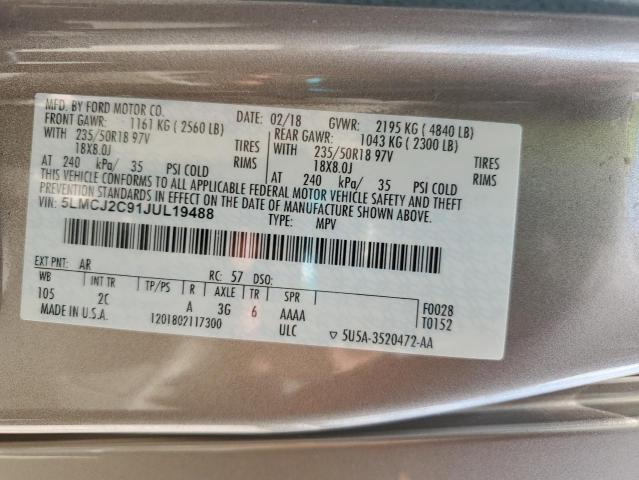 MFD. BY FORD MOTOR CO. DATE: 02/18 GVWR: 2195 KG ( 4840 LB)
FRONT GAWR: 1161 KG ( 2560 LB) REAR GAWR: 1043 KG ( 2300 LB)
WITH 235/50R18 97V TIRES WITH 235/50R18 97V TIRES
18X8.0J RIMS 18X8.0J RIMS
AT 240 kPa/ 35 PSI COLD AT 240 kPa/ 35 PSI COLD
THIS VEHICLE CONFORMS TO ALL APPLICABLE FEDERAL MOTOR VEHICLE SAFETY AND THEFT
PREVENTION STANDARDS IN EFFECT ON THE DATE OF MANUFACTURE SHOWN ABOVE.
VIN: 5LMCJ2C91JUL19488 TYPE: MPV
EXT PNT: AR RC: 57 DSO:
WB INT TR TP/PS R AXLE TR SPR F0028
105 2C A 3G 6 AAAA T0152
MADE IN U.S.A. 1201802117300 ULC ▽ 5U5A-3520472-AA